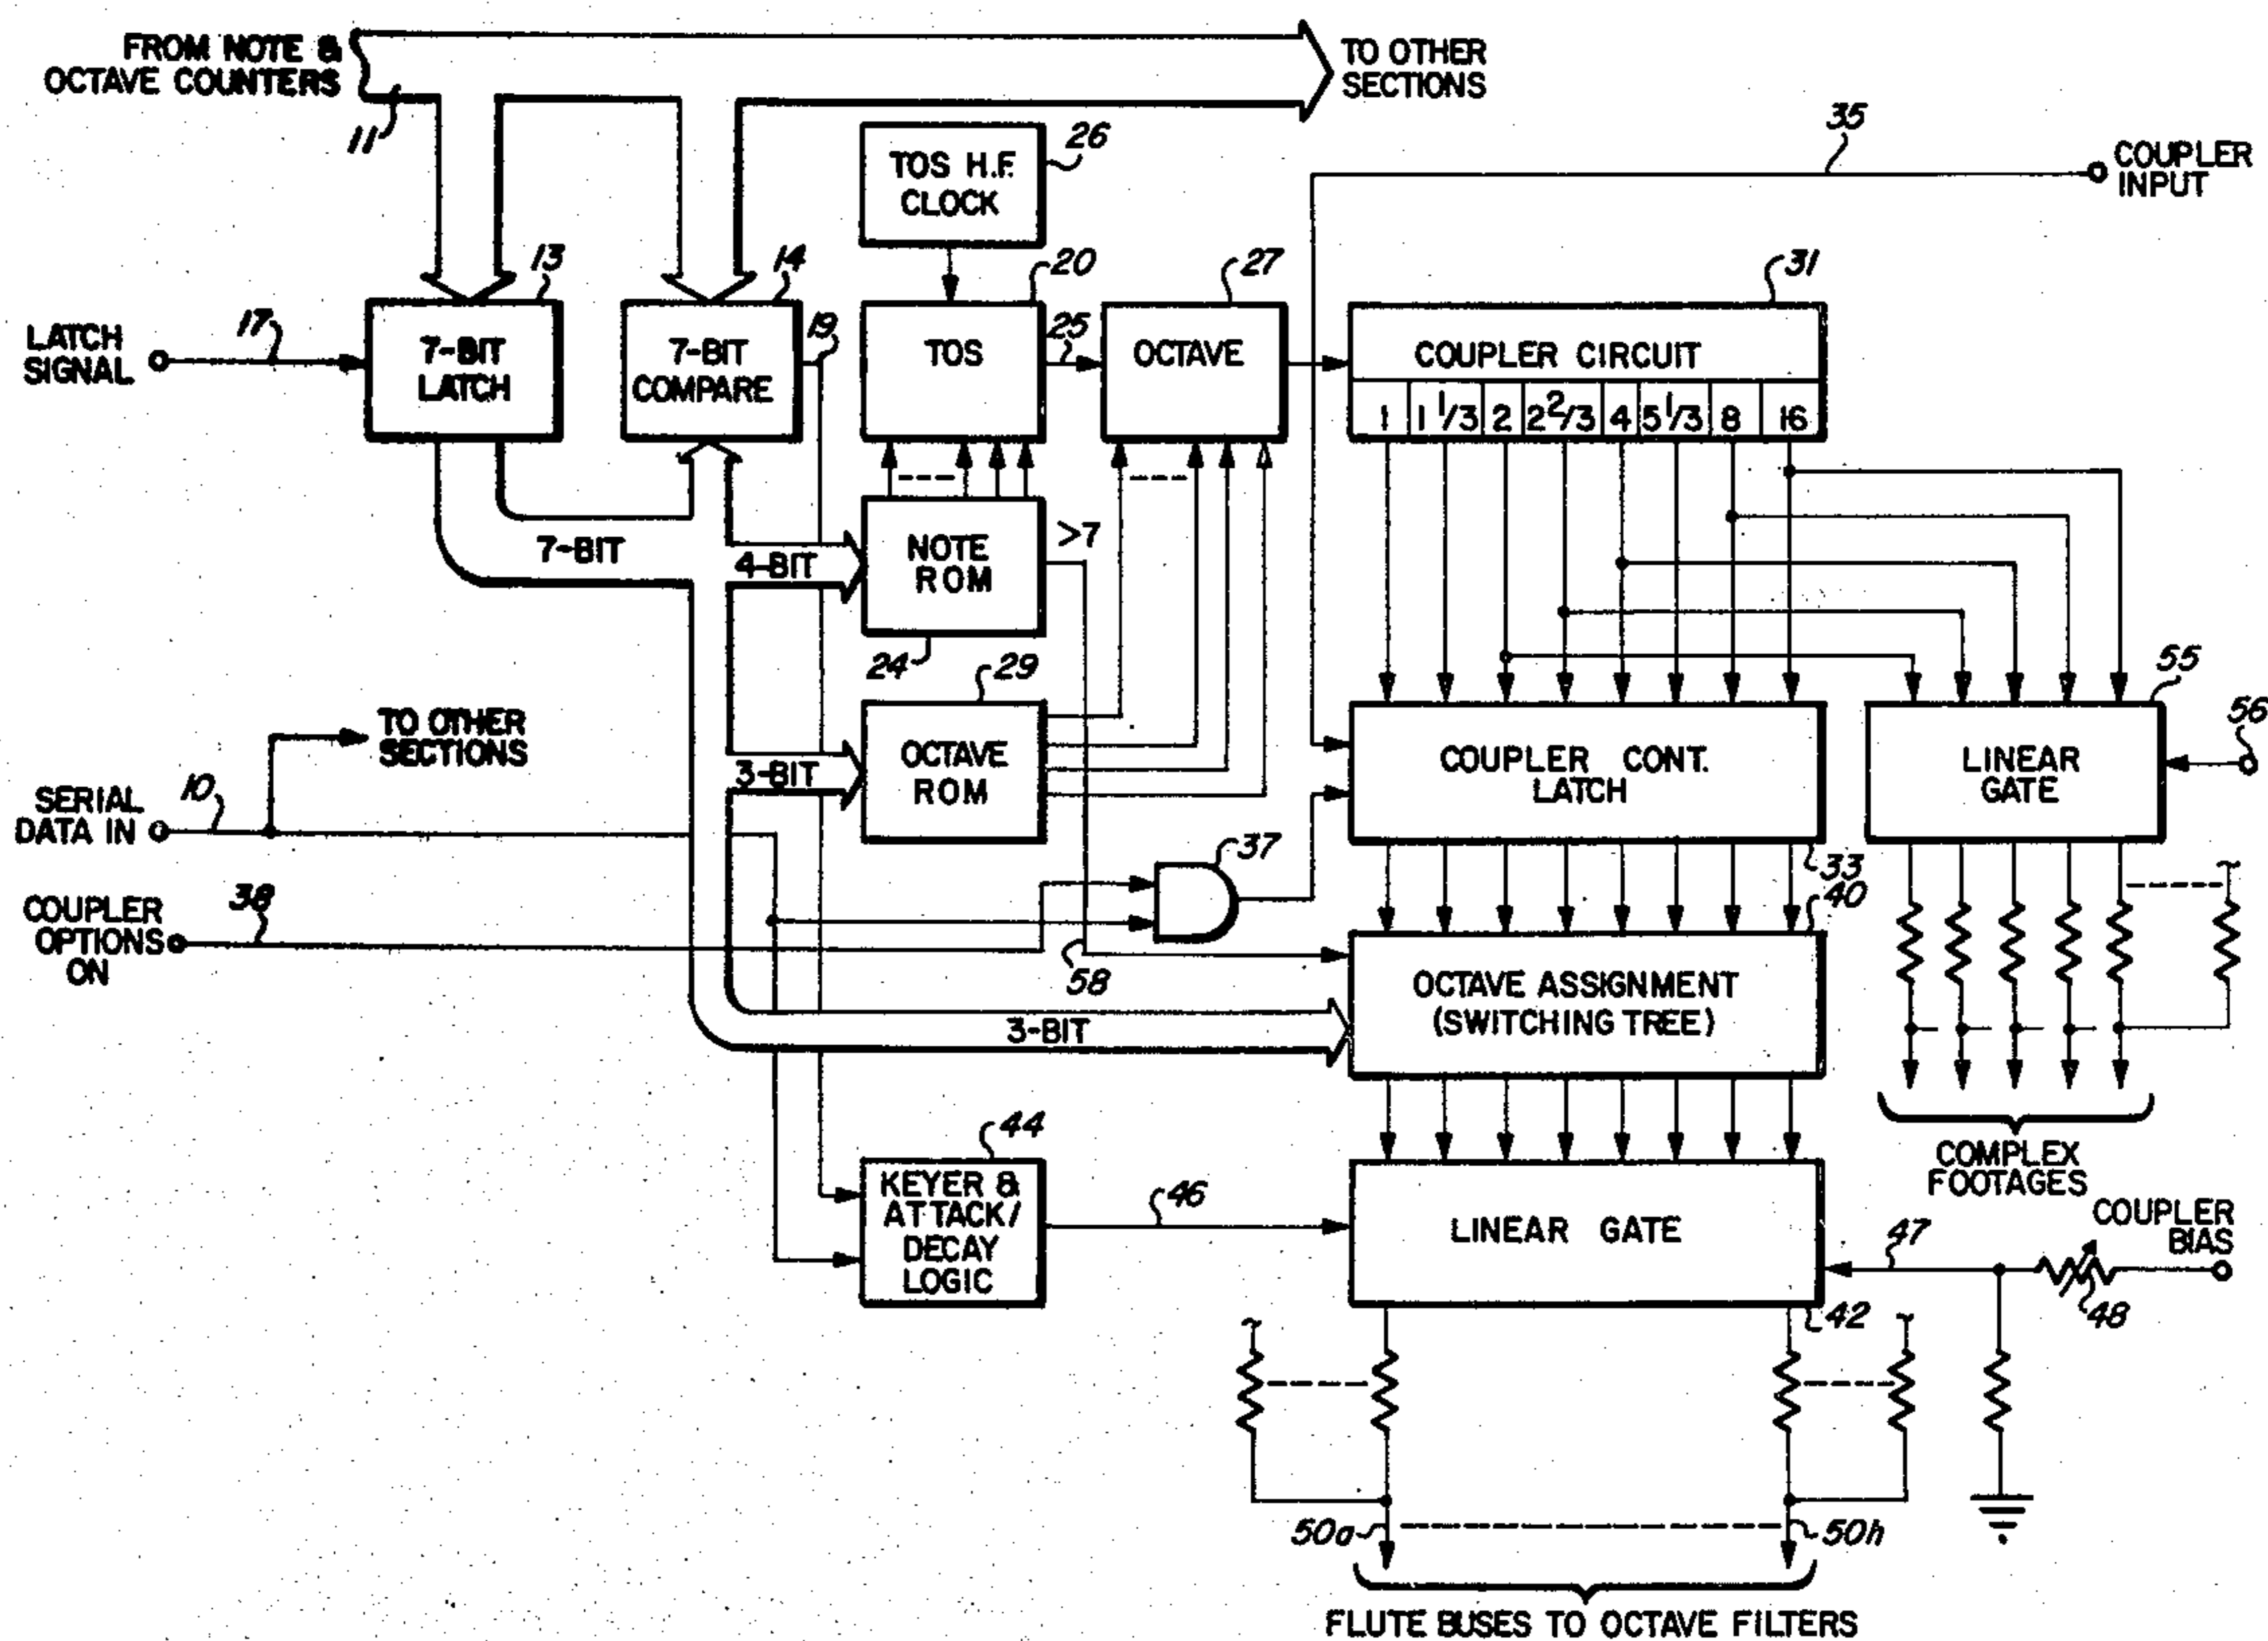 FROM NOTE &
OCTAVE COUNTERS
11
TO OTHER
SECTIONS
TOS H.F.
CLOCK
26
35
COUPLER
INPUT
LATCH
SIGNAL
17
7-BIT
LATCH
13
7-BIT
COMPARE
14
19
TOS
20
25
OCTAVE
27
COUPLER CIRCUIT
31
1 1 1/3 2 2 2/3 4 5 1/3 8 16
7-BIT
4-BIT
NOTE
ROM
>7
24
29
3-BIT
OCTAVE
ROM
TO OTHER
SECTIONS
SERIAL
DATA IN
10
COUPLER CONT.
LATCH
33
LINEAR
GATE
55
56
COUPLER
OPTIONS
ON
38
37
58
40
OCTAVE ASSIGNMENT
(SWITCHING TREE)
3-BIT
COMPLEX
FOOTAGES
44
KEYER &
ATTACK/
DECAY
LOGIC
46
LINEAR GATE
42
47
COUPLER
BIAS
48
50a
50h
FLUTE BUSES TO OCTAVE FILTERS